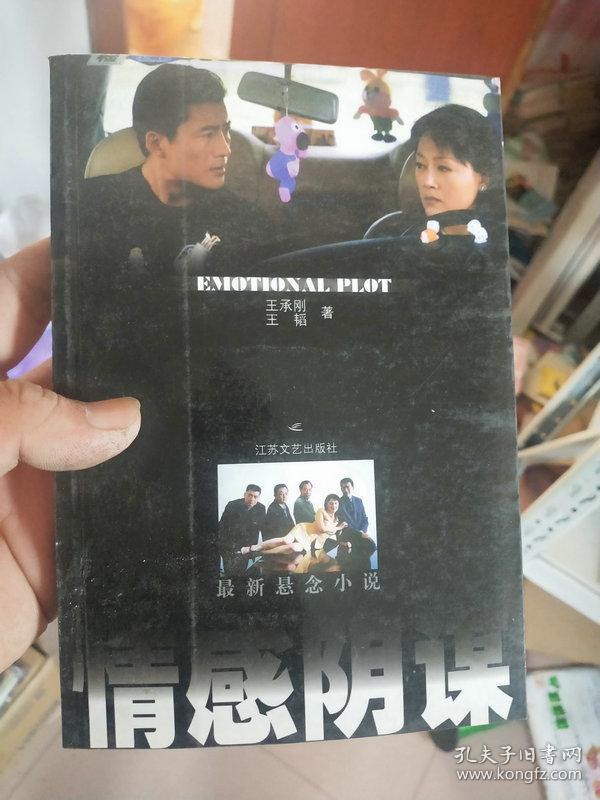 EMOTIONAL PLOT
王承刚
王 韬 著
江苏文艺出版社
最新悬念小说
情感阴谋
孔夫子旧书网
www.kongfz.com